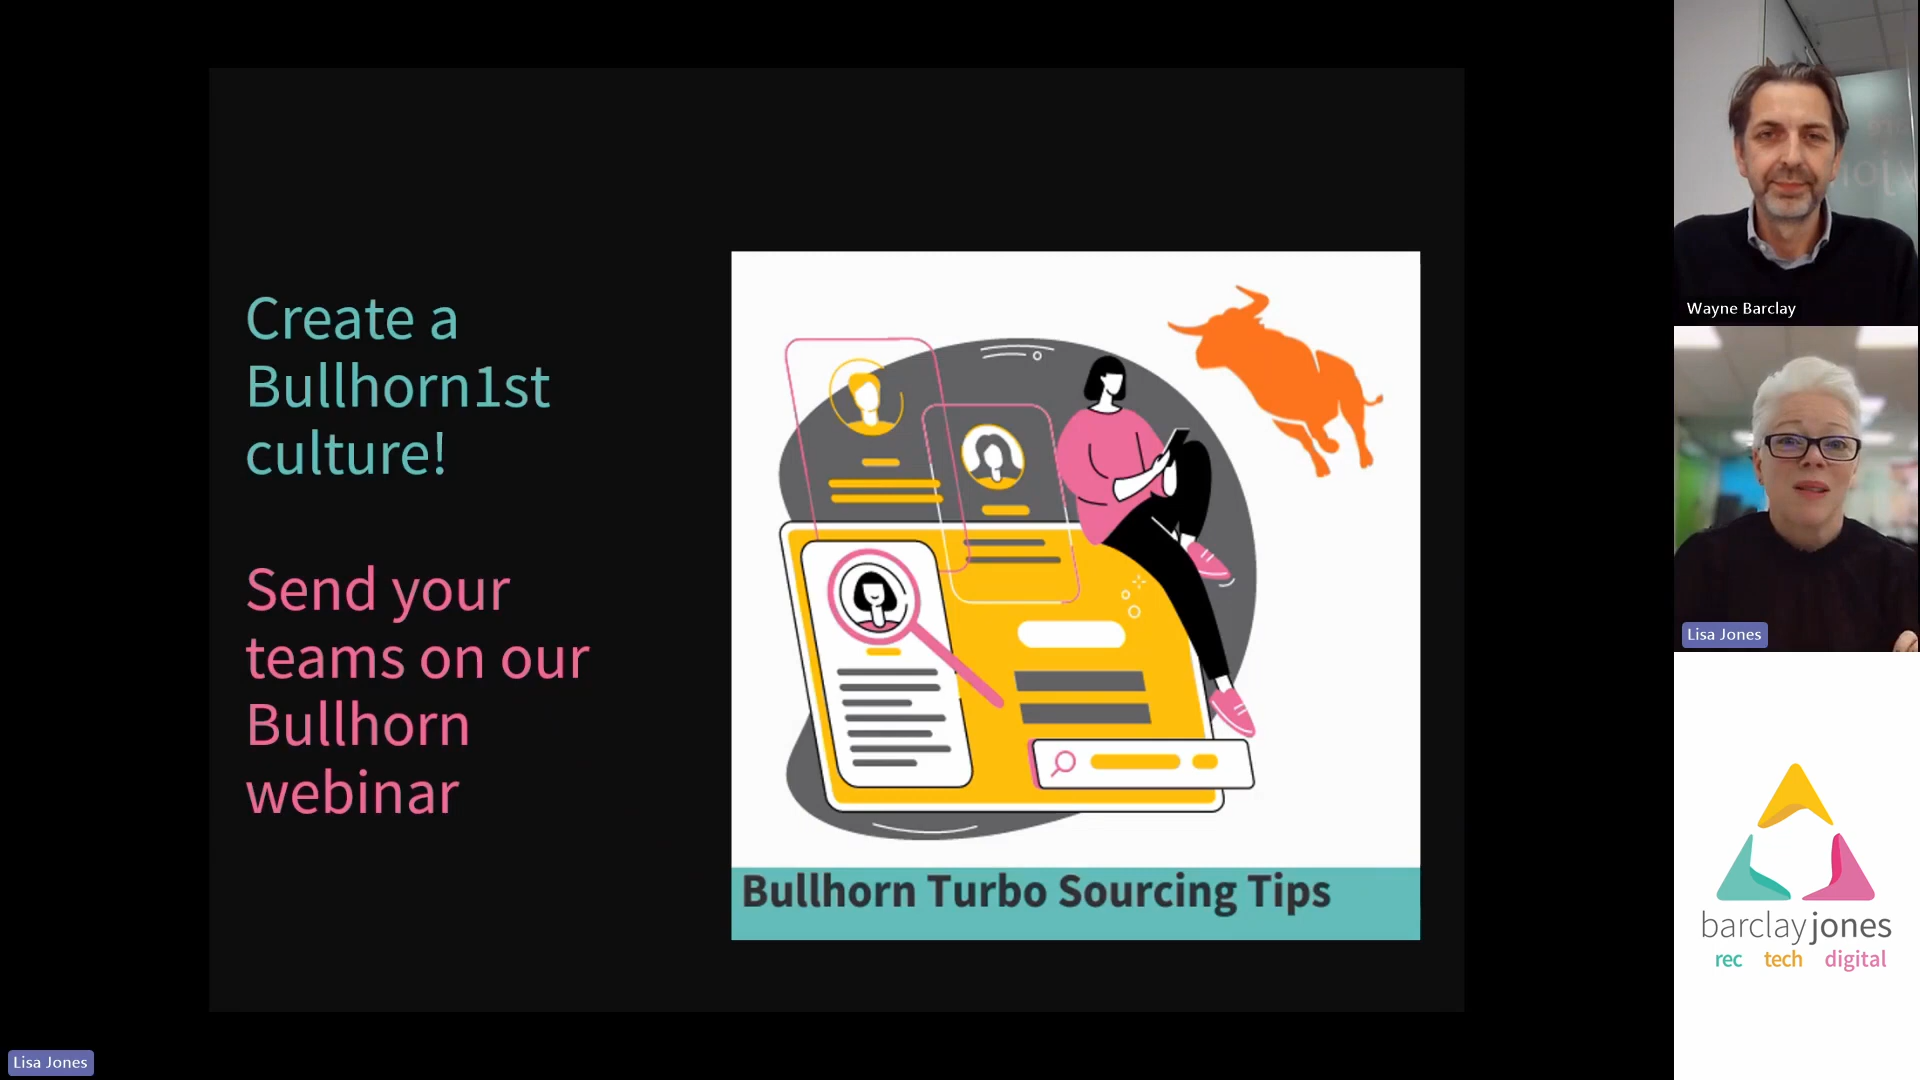 Create a
Bullhorn1st
culture!
Send your
teams on our
Bullhorn
webinar
Bullhorn Turbo Sourcing Tips
Wayne Barclay
Lisa Jones
barclayjones
rec tech digital
Lisa Jones